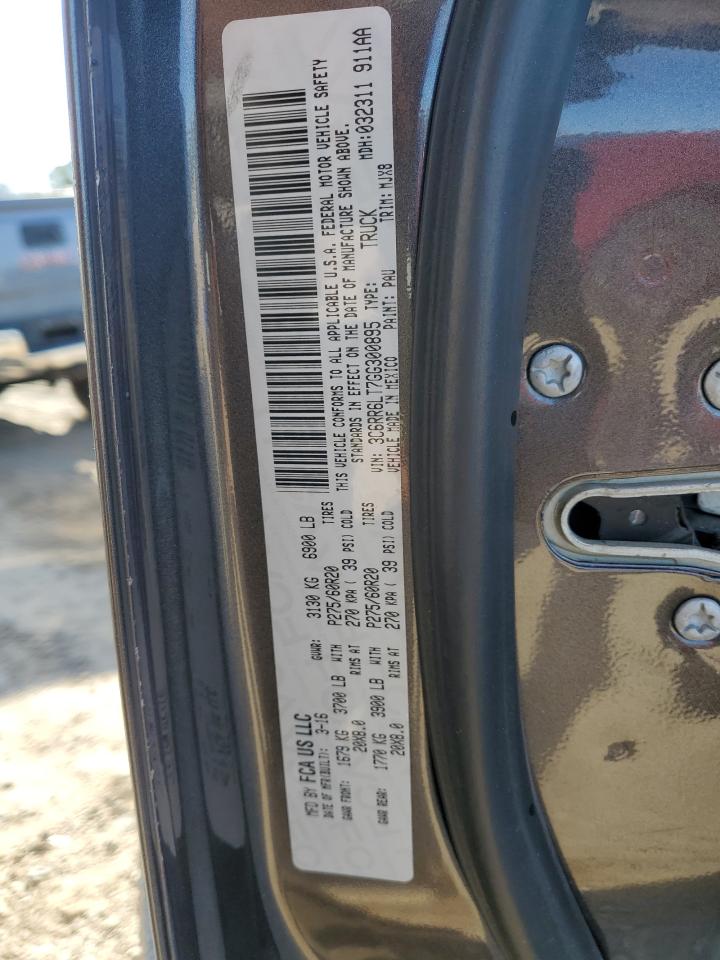 MFD BY FCA US LLC
DATE OF MFR(BUILT): 3-16 GVWR: 3130 KG 6900 LB
GAWR FRONT: 1679 KG 3700 LB WITH P275/60R20 TIRES
20X8.0 RIMS AT 270 KPA ( 39 PSI) COLD
GAWR REAR: 1770 KG 3900 LB WITH P275/60R20 TIRES
20X8.0 RIMS AT 270 KPA ( 39 PSI) COLD
THIS VEHICLE CONFORMS TO ALL APPLICABLE U.S.A. FEDERAL MOTOR VEHICLE SAFETY
STANDARDS IN EFFECT ON THE DATE OF MANUFACTURE SHOWN ABOVE.
MDH:032311 911AA
VIN: 3C6RR6LT7GG300895 TYPE: TRUCK
VEHICLE MADE IN MEXICO PAINT: PAU TRIM: MJX8